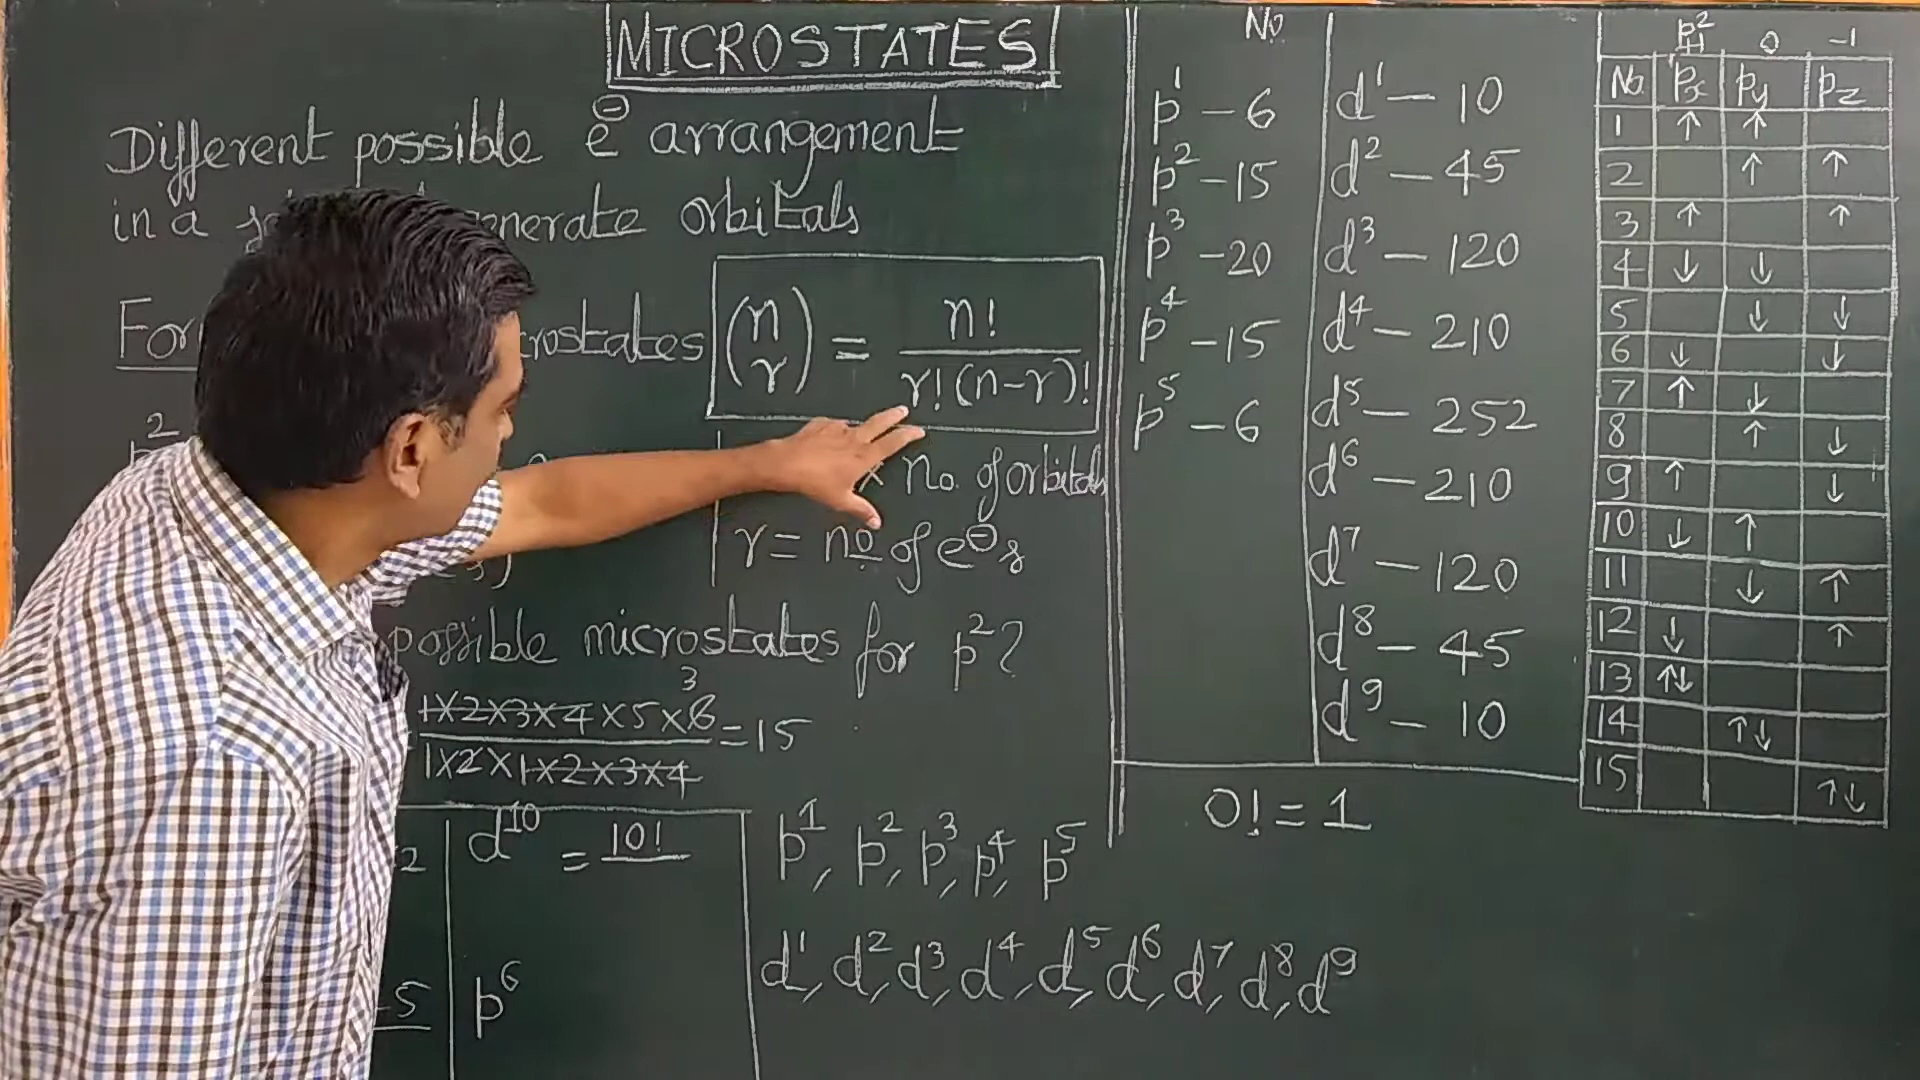 MICROSTATES
Different possible e⊖ arrangement
in a generate orbitals
For crostates (n r) = n! / r!(n-r)!
2
× no. of orbitals
r = no of e⊖s
possible microstates for p²?
3
1×2×3×4×5×6 / 1×2×1×2×3×4 = 15
d¹⁰ = 10!
p⁶
p¹, p², p³, p⁴, p⁵
d¹, d², d³, d⁴, d⁵, d⁶, d⁷, d⁸, d⁹
No
p¹ – 6
p² – 15
p³ – 20
p⁴ – 15
p⁵ – 6
d¹ – 10
d² – 45
d³ – 120
d⁴ – 210
d⁵ – 252
d⁶ – 210
d⁷ – 120
d⁸ – 45
d⁹ – 10
0! = 1
p²
+1 0 -1
No px py pz
1 ↑ ↑
2 ↑ ↑
3 ↑ ↑
4 ↓ ↓
5 ↓ ↓
6 ↓ ↓
7 ↑ ↓
8 ↑ ↓
9 ↑ ↓
10 ↓ ↑
11 ↓ ↑
12 ↓ ↑
13 ↑↓
14 ↑↓
15 ↑↓